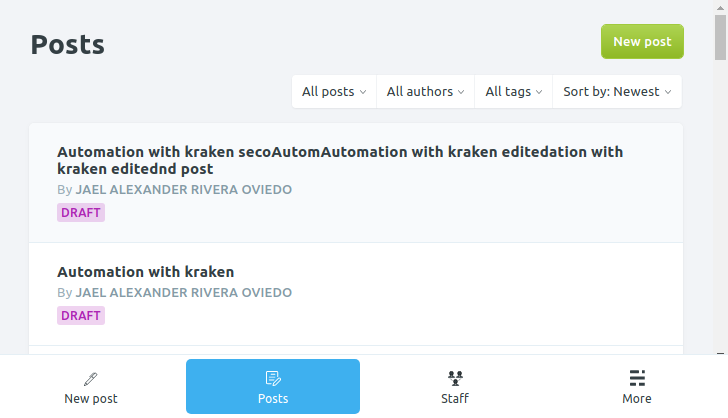 Posts
New post
All posts
All authors
All tags
Sort by: Newest
Automation with kraken secoAutomAutomation with kraken editedation with
kraken editednd post
By JAEL ALEXANDER RIVERA OVIEDO
DRAFT
Automation with kraken
By JAEL ALEXANDER RIVERA OVIEDO
DRAFT
New post
Posts
Staff
More